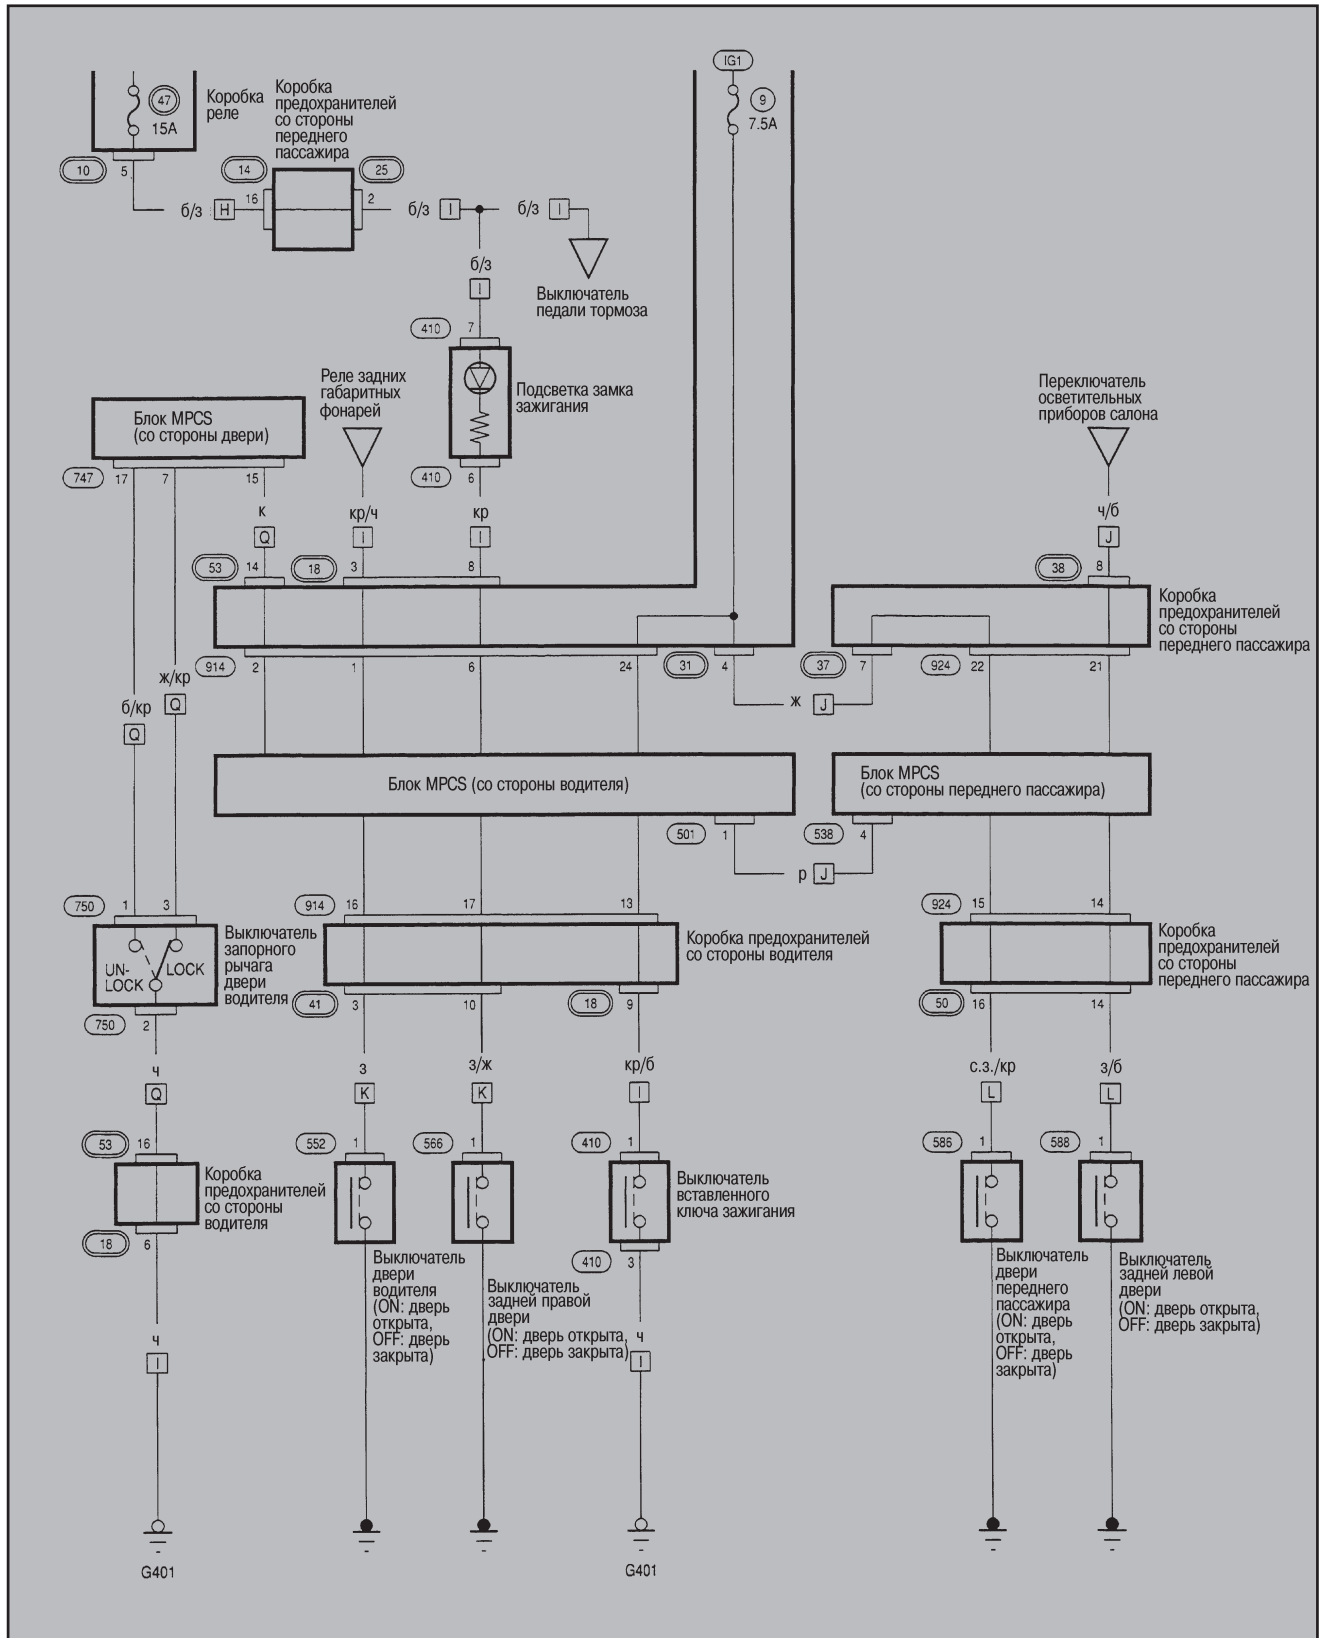 IG1
47
15А
Коробка
реле
Коробка
предохранителей
со стороны
переднего
пассажира
9
7.5А
10
5
14
16
25
2
б/з
H
б/з
I
б/з
I
б/з
I
Выключатель
педали тормоза
410
7
Подсветка замка
зажигания
Реле задних
габаритных
фонарей
Переключатель
осветительных
приборов салона
Блок MPCS
(со стороны двери)
747
17
7
15
410
6
к
Q
кр/ч
I
кр
I
ч/б
J
53
14
18
3
8
38
8
Коробка
предохранителей
со стороны
переднего пассажира
914
2
1
6
24
31
4
37
7
924
22
21
ж/кр
Q
б/кр
Q
ж
J
Блок MPCS (со стороны водителя)
Блок MPCS
(со стороны переднего пассажира)
501
1
538
4
р
J
750
1
3
914
16
17
13
924
15
14
UN-
LOCK
LOCK
Выключатель
запорного
рычага
двери
водителя
Коробка предохранителей
со стороны водителя
Коробка
предохранителей
со стороны
переднего пассажира
750
2
41
3
10
18
9
50
16
14
ч
Q
з
K
з/ж
K
кр/б
I
с.з./кр
L
з/б
L
53
16
552
1
566
1
410
1
586
1
588
1
Коробка
предохранителей
со стороны
водителя
Выключатель
вставленного
ключа зажигания
18
6
410
3
Выключатель
двери
водителя
(ON: дверь
открыта,
OFF: дверь
закрыта)
Выключатель
задней правой
двери
(ON: дверь открыта,
OFF: дверь закрыта)
Выключатель
двери
переднего
пассажира
(ON: дверь
открыта,
OFF: дверь
закрыта)
Выключатель
задней левой
двери
(ON: дверь открыта,
OFF: дверь закрыта)
ч
I
ч
I
G401
G401